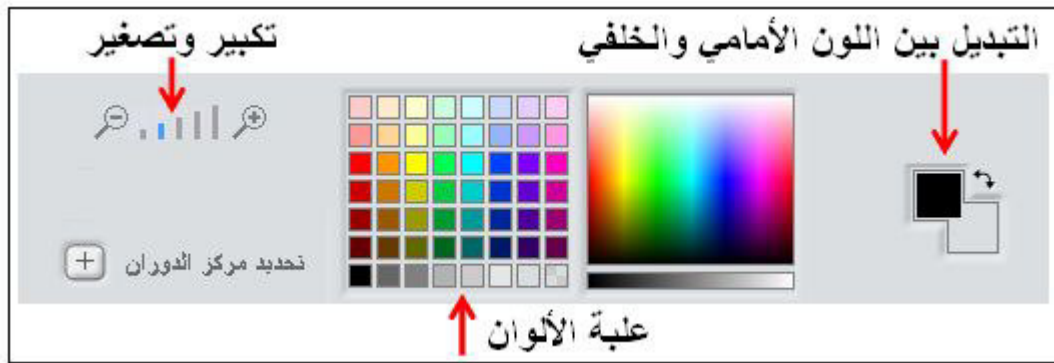 التبديل بين اللون الأمامي والخلفي
تكبير وتصغير
تحديد مركز الدوران
علبة الألوان